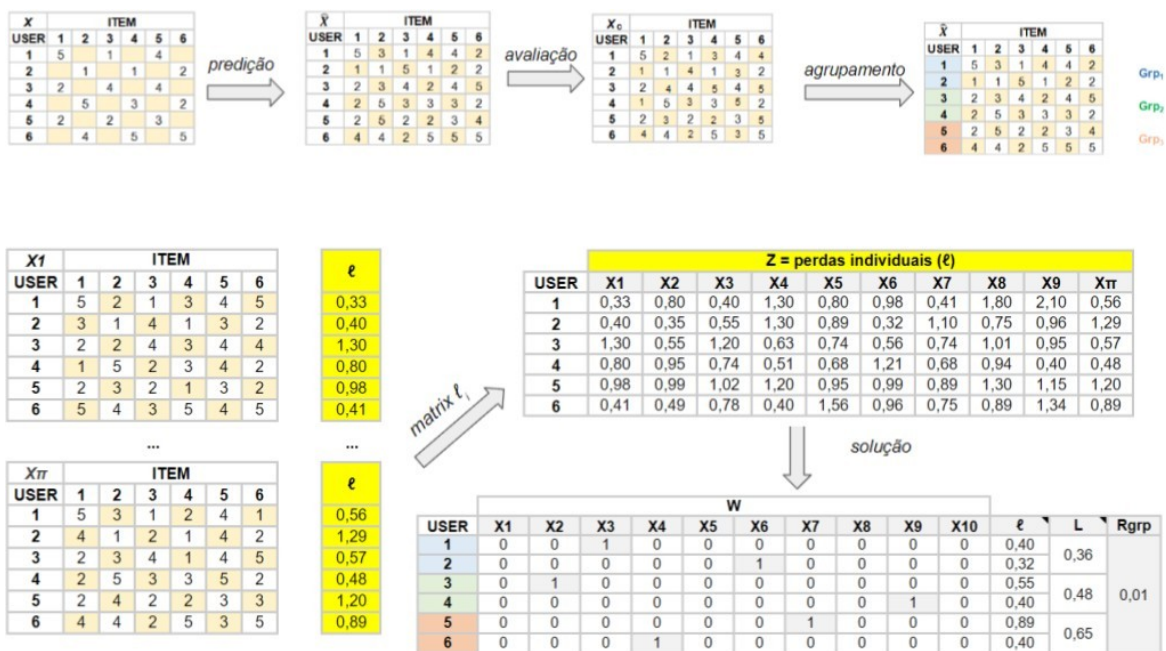 X ITEM
USER 1 2 3 4 5 6
1 5 1 4
2 1 1 2
3 2 4 4
4 5 3 2
5 2 2 3
6 4 5 5
predição
X̂ ITEM
USER 1 2 3 4 5 6
1 5 3 1 4 4 2
2 1 1 5 1 2 2
3 2 3 4 2 4 5
4 2 5 3 3 3 2
5 2 5 2 2 3 4
6 4 4 2 5 5 5
avaliação
Xc ITEM
USER 1 2 3 4 5 6
1 5 2 1 3 4 4
2 1 1 4 1 3 2
3 2 4 4 5 4 5
4 1 5 3 3 5 2
5 2 3 2 2 3 5
6 4 4 2 5 3 5
agrupamento
X̂ ITEM
USER 1 2 3 4 5 6
1 5 3 1 4 4 2
2 1 1 5 1 2 2
3 2 3 4 2 4 5
4 2 5 3 3 3 2
5 2 5 2 2 3 4
6 4 4 2 5 5 5
Grp₁
Grp₂
Grp₃
X1 ITEM
USER 1 2 3 4 5 6
1 5 2 1 3 4 5
2 3 1 4 1 3 2
3 2 2 4 3 4 4
4 1 5 2 3 4 2
5 2 3 2 1 3 2
6 5 4 3 5 4 5
...
ℓ
0,33
0,40
1,30
0,80
0,98
0,41
...
Xπ ITEM
USER 1 2 3 4 5 6
1 5 3 1 2 4 1
2 4 1 2 1 4 2
3 2 3 4 1 4 5
4 2 5 3 3 5 2
5 2 4 2 2 3 3
6 4 4 2 5 3 5
ℓ
0,56
1,29
0,57
0,48
1,20
0,89
matrix ℓi
Z = perdas individuais (ℓ)
USER X1 X2 X3 X4 X5 X6 X7 X8 X9 Xπ
1 0,33 0,80 0,40 1,30 0,80 0,98 0,41 1,80 2,10 0,56
2 0,40 0,35 0,55 1,30 0,89 0,32 1,10 0,75 0,96 1,29
3 1,30 0,55 1,20 0,63 0,74 0,56 0,74 1,01 0,95 0,57
4 0,80 0,95 0,74 0,51 0,68 1,21 0,68 0,94 0,40 0,48
5 0,98 0,99 1,02 1,20 0,95 0,99 0,89 1,30 1,15 1,20
6 0,41 0,49 0,78 0,40 1,56 0,96 0,75 0,89 1,34 0,89
solução
W
USER X1 X2 X3 X4 X5 X6 X7 X8 X9 X10 ℓ L Rgrp
1 0 0 1 0 0 0 0 0 0 0 0,40 0,36 0,01
2 0 0 0 0 0 1 0 0 0 0 0,32
3 0 1 0 0 0 0 0 0 0 0 0,55 0,48
4 0 0 0 0 0 0 0 0 1 0 0,40
5 0 0 0 0 0 0 1 0 0 0 0,89 0,65
6 0 0 0 1 0 0 0 0 0 0 0,40